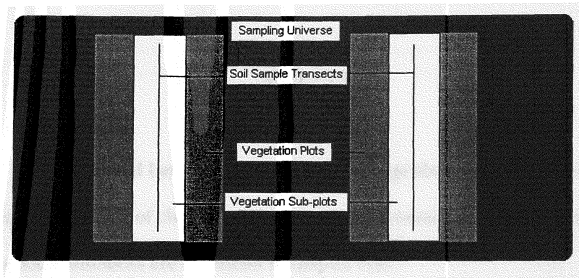 Sampling Universe
Soil Sample Transects
Vegetation Plots
Vegetation Sub-plots